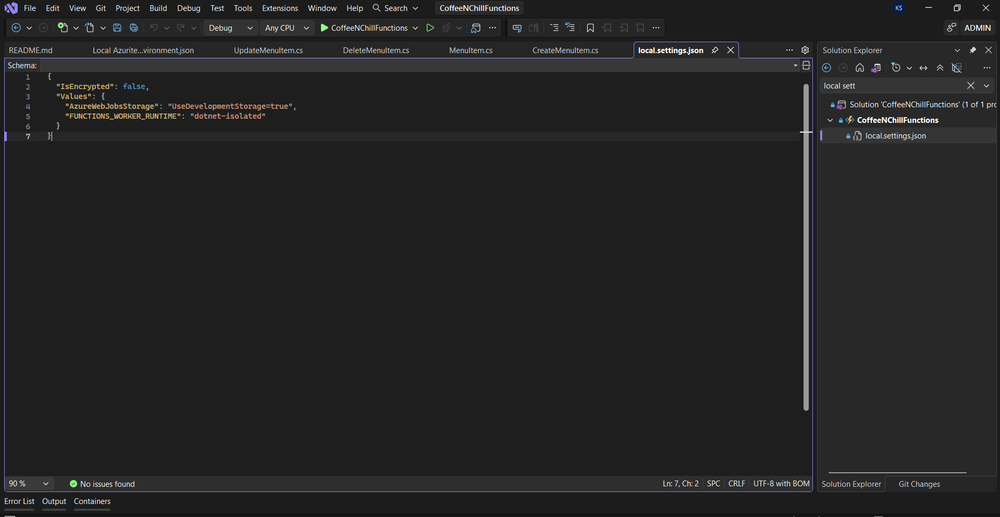 File Edit View Git Project Build Debug Test Tools Extensions Window Help Search CoffeeNChillFunctions KS
Debug Any CPU CoffeeNChillFunctions ADMIN
README.md Local Azurite...vironment.json UpdateMenuItem.cs DeleteMenuItem.cs MenuItem.cs CreateMenuItem.cs local.settings.json
Schema:
1 {
2 "IsEncrypted": false,
3 "Values": {
4 "AzureWebJobsStorage": "UseDevelopmentStorage=true",
5 "FUNCTIONS_WORKER_RUNTIME": "dotnet-isolated"
6 }
7 }
90 % No issues found Ln: 7, Ch: 2 SPC CRLF UTF-8 with BOM
Solution Explorer
local sett
Solution 'CoffeeNChillFunctions' (1 of 1 pro
CoffeeNChillFunctions
local.settings.json
Solution Explorer Git Changes
Error List Output Containers